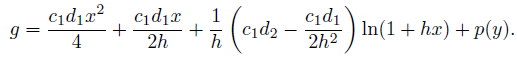 g = \frac{c_1 d_1 x^2}{4} + \frac{c_1 d_1 x}{2h} + \frac{1}{h} \left( c_1 d_2 - \frac{c_1 d_1}{2h^2} \right) \ln(1 + hx) + p(y).